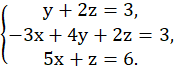 y + 2z = 3,
−3x + 4y + 2z = 3,
5x + z = 6.